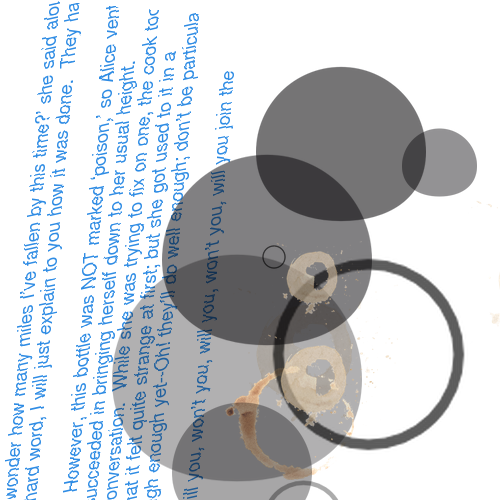 wonder how many miles I've fallen by this time?' she said alou
hard word, I will just explain to you how it was done. They ha
However, this bottle was NOT marked 'poison,' so Alice vent
ucceeded in bringing herself down to her usual height.
onversation. While she was trying to fix on one, the cook toc
at it felt quite strange at first; but she got used to it in a
gh enough yet--Oh! they'll do well enough; don't be particula
ill you, won't you, will you, won't you, will you join the